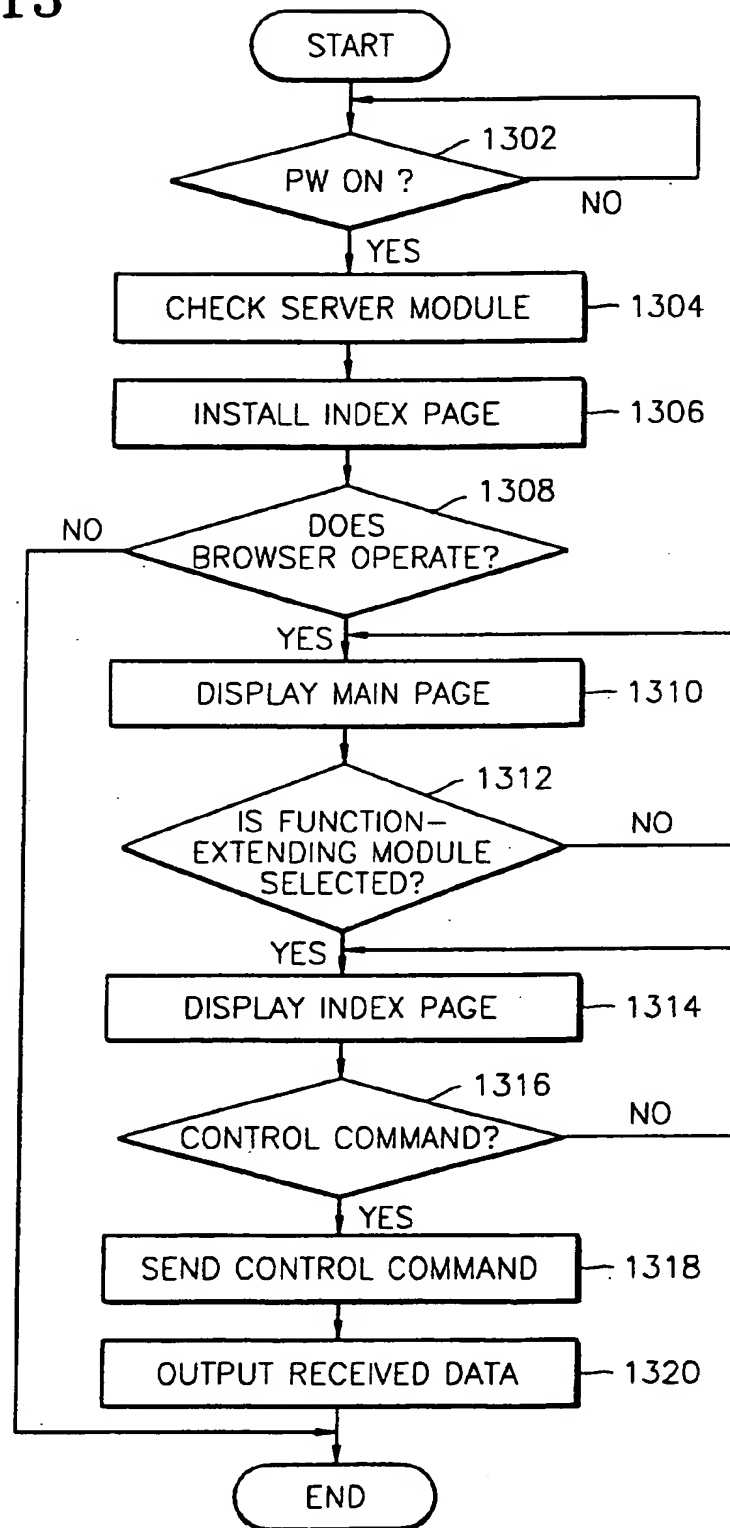 13
START
1302
PW ON ?
NO
YES
CHECK SERVER MODULE
1304
INSTALL INDEX PAGE
1306
1308
NO
DOES
BROWSER OPERATE?
YES
DISPLAY MAIN PAGE
1310
1312
IS FUNCTION-
EXTENDING MODULE
SELECTED?
NO
YES
DISPLAY INDEX PAGE
1314
1316
CONTROL COMMAND?
NO
YES
SEND CONTROL COMMAND
1318
OUTPUT RECEIVED DATA
1320
END